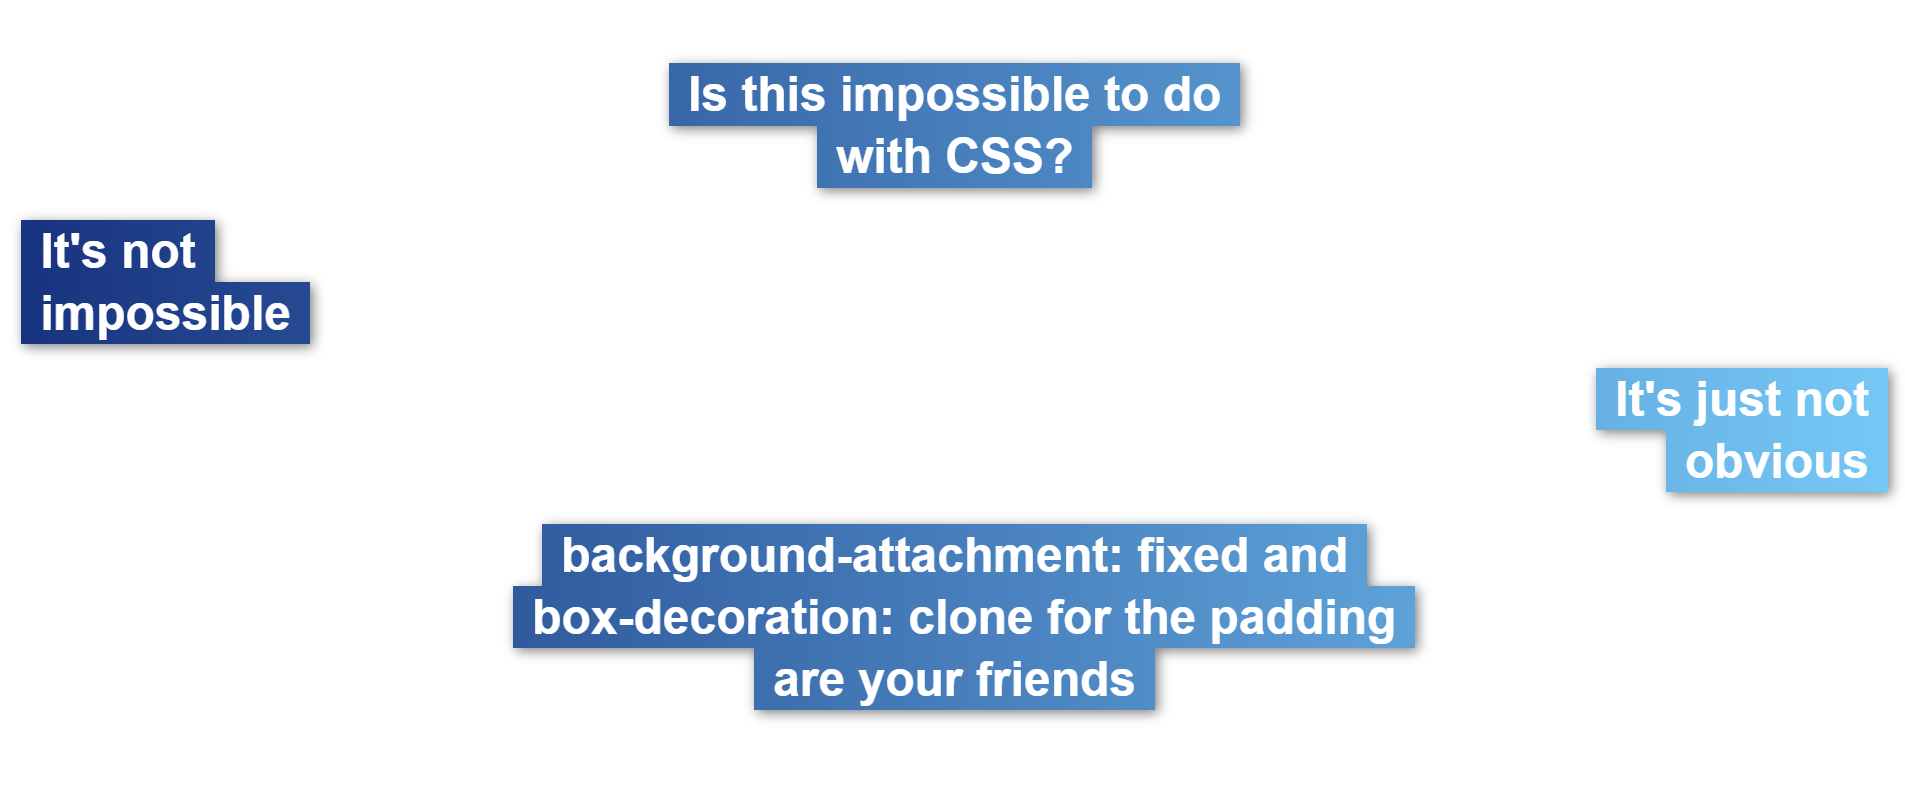 Is this impossible to do
with CSS?
It's not
impossible
It's just not
obvious
background-attachment: fixed and
box-decoration: clone for the padding
are your friends